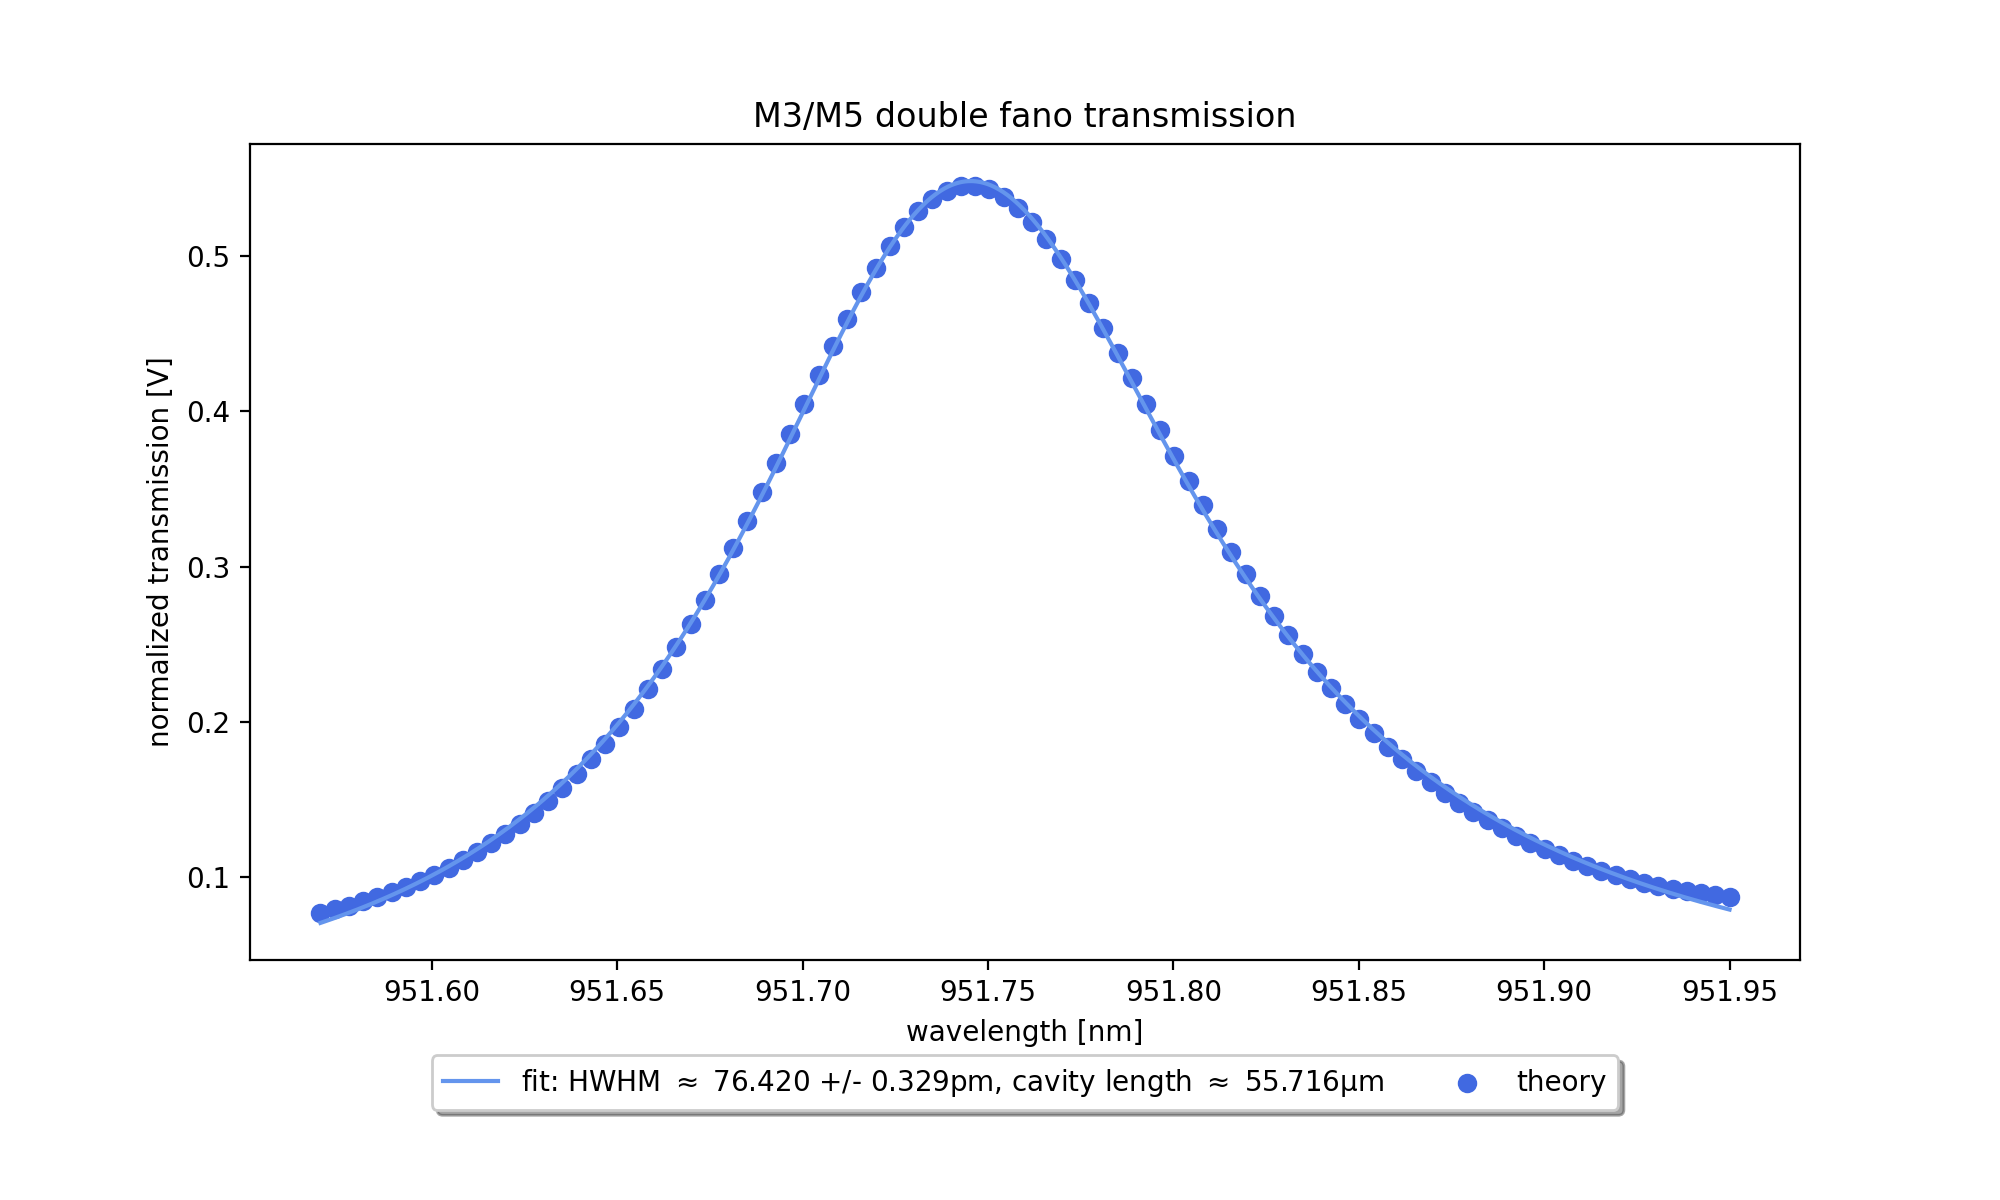 M3/M5 double fano transmission
normalized transmission [V]
0.5
0.4
0.3
0.2
0.1
951.60 951.65 951.70 951.75 951.80 951.85 951.90 951.95
wavelength [nm]
fit: HWHM ≈ 76.420 +/- 0.329pm, cavity length ≈ 55.716μm theory